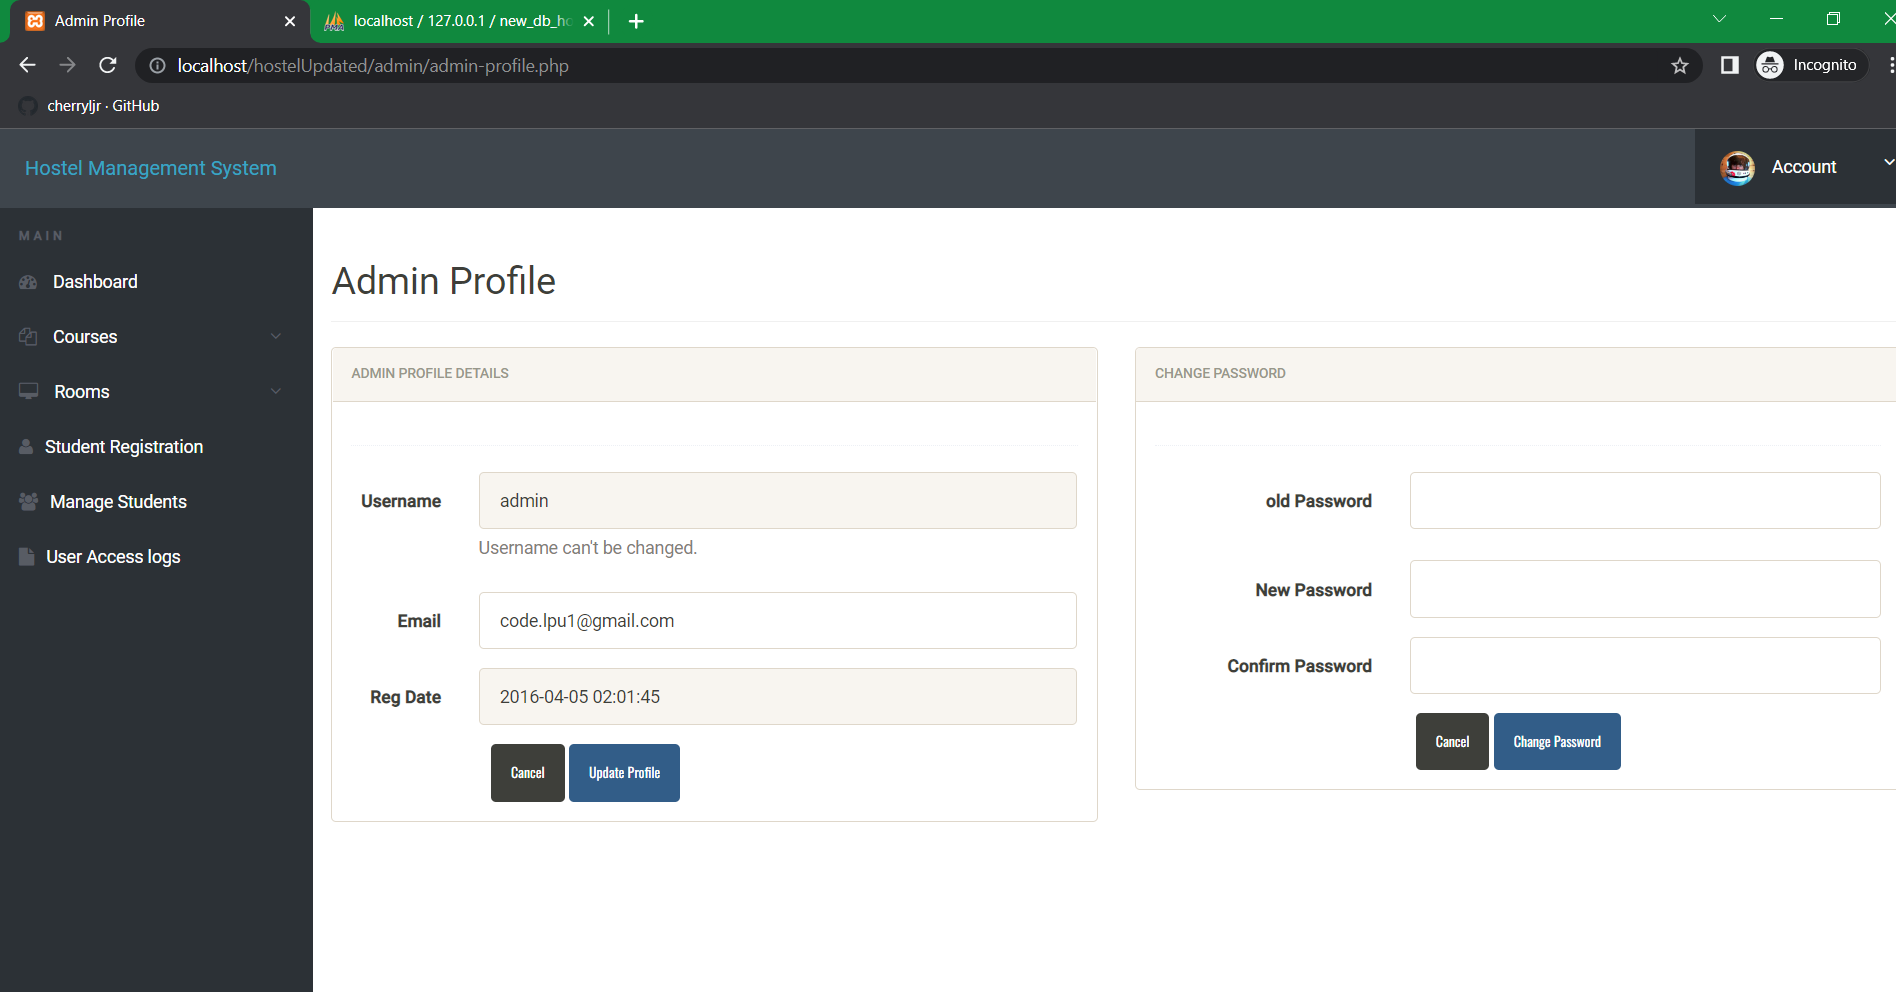 Admin Profile
localhost / 127.0.0.1 / new_db_ho
localhost/hostelUpdated/admin/admin-profile.php
Incognito
cherryljr · GitHub
Hostel Management System
Account
MAIN
Dashboard
Courses
Rooms
Student Registration
Manage Students
User Access logs
Admin Profile
ADMIN PROFILE DETAILS
Username
admin
Username can't be changed.
Email
code.lpu1@gmail.com
Reg Date
2016-04-05 02:01:45
Cancel
Update Profile
CHANGE PASSWORD
old Password
New Password
Confirm Password
Cancel
Change Password